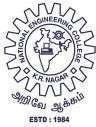 NATIONAL ENGINEERING COLLEGE
K.R. NAGAR
அறிவே ஆக்கம்
ESTD : 1984